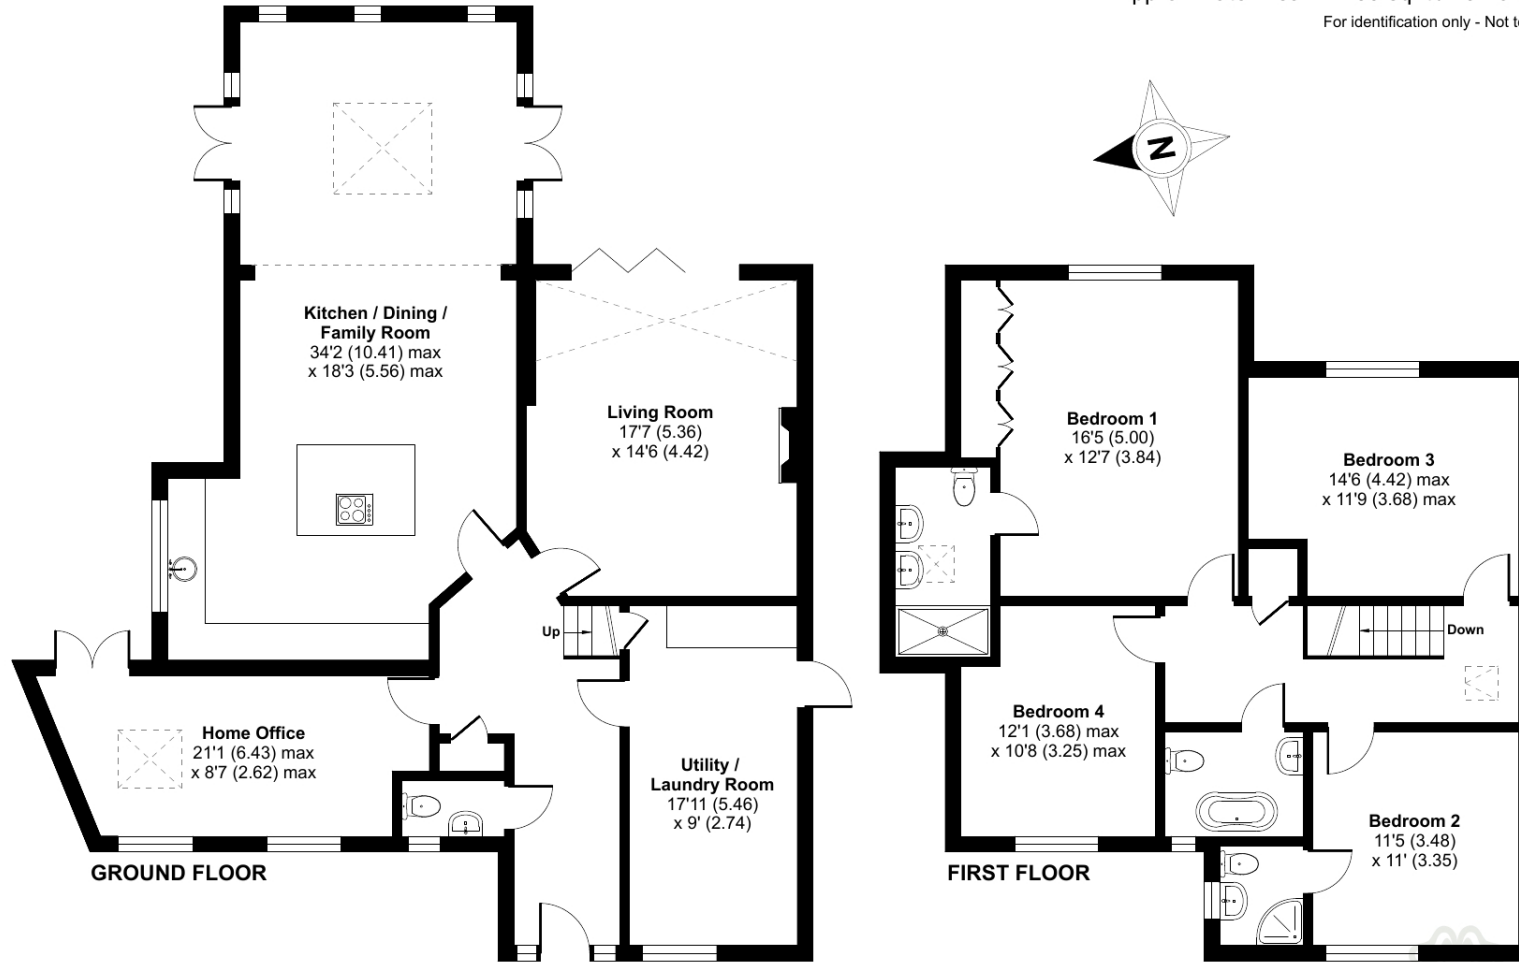 For identification only - Not to
N
Kitchen / Dining /
Family Room
34'2 (10.41) max
x 18'3 (5.56) max
Living Room
17'7 (5.36)
x 14'6 (4.42)
Up
Home Office
21'1 (6.43) max
x 8'7 (2.62) max
Utility /
Laundry Room
17'11 (5.46)
x 9' (2.74)
GROUND FLOOR
Bedroom 1
16'5 (5.00)
x 12'7 (3.84)
Bedroom 3
14'6 (4.42) max
x 11'9 (3.68) max
Down
Bedroom 4
12'1 (3.68) max
x 10'8 (3.25) max
Bedroom 2
11'5 (3.48)
x 11' (3.35)
FIRST FLOOR